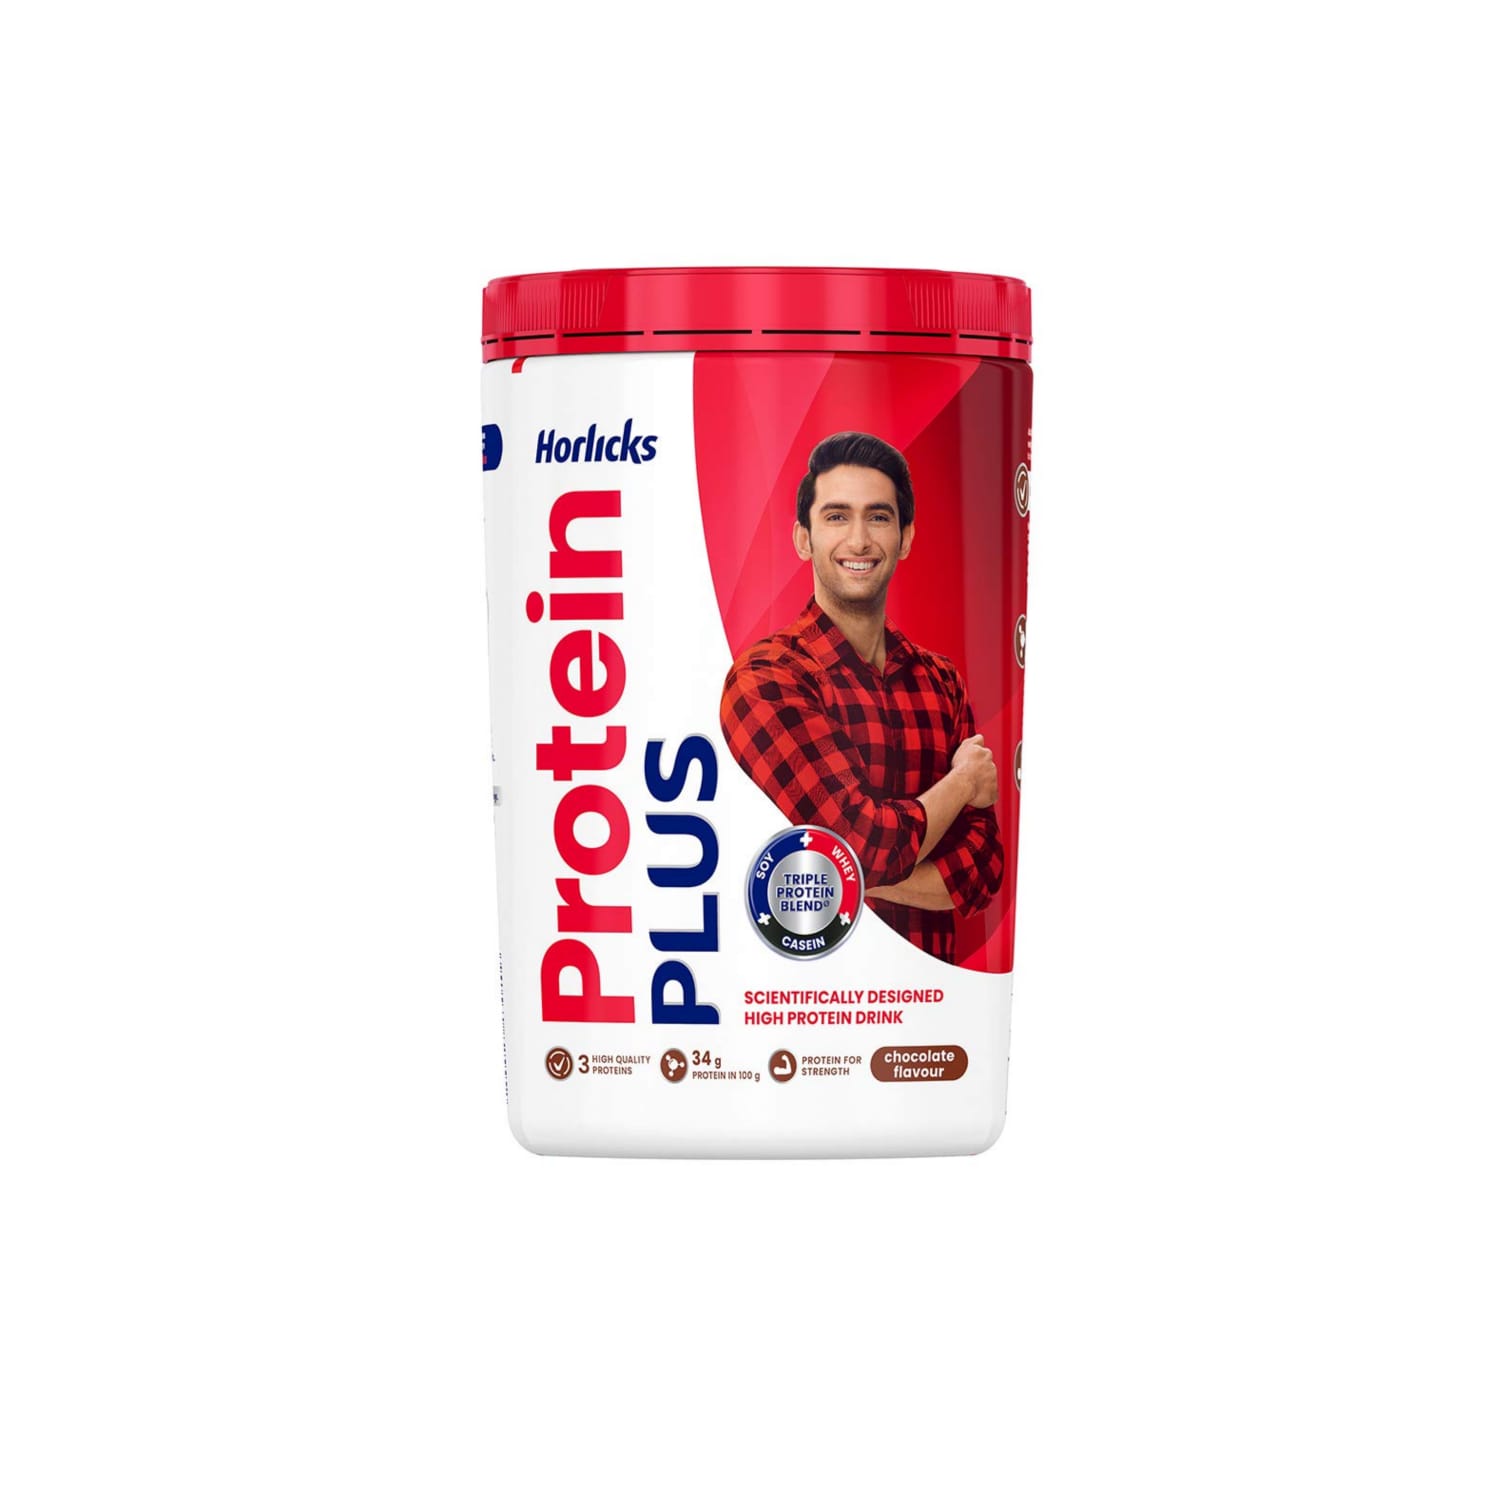 Horlicks
Protein
PLUS
SOY
WHEY
TRIPLE
PROTEIN
BLEND
CASEIN
SCIENTIFICALLY DESIGNED
HIGH PROTEIN DRINK
3 HIGH QUALITY
PROTEINS
34 g
PROTEIN IN 100 g
PROTEIN FOR
STRENGTH
chocolate
flavour